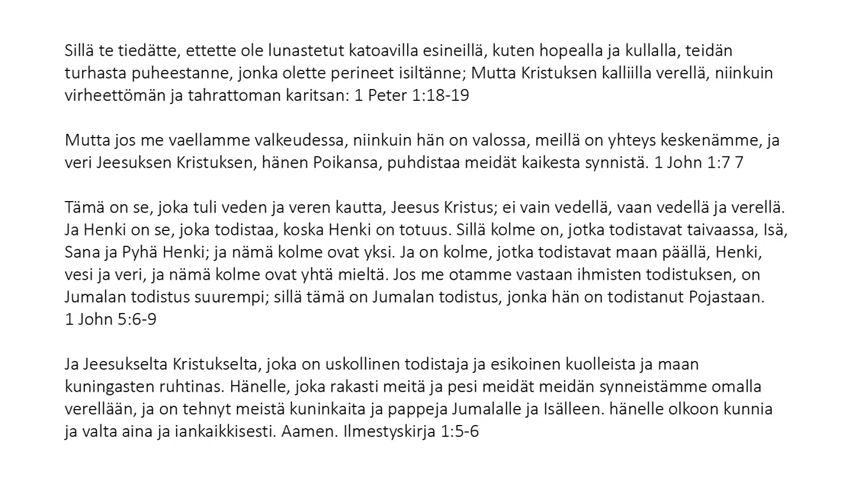 Sillä te tiedätte, ettette ole lunastetut katoavilla esineillä, kuten hopealla ja kullalla, teidän
turhasta puheestanne, jonka olette perineet isiltänne; Mutta Kristuksen kalliilla verellä, niinkuin
virheettömän ja tahrattoman karitsan: 1 Peter 1:18-19
Mutta jos me vaellamme valkeudessa, niinkuin hän on valossa, meillä on yhteys keskenämme, ja
veri Jeesuksen Kristuksen, hänen Poikansa, puhdistaa meidät kaikesta synnistä. 1 John 1:7 7
Tämä on se, joka tuli veden ja veren kautta, Jeesus Kristus; ei vain vedellä, vaan vedellä ja verellä.
Ja Henki on se, joka todistaa, koska Henki on totuus. Sillä kolme on, jotka todistavat taivaassa, Isä,
Sana ja Pyhä Henki; ja nämä kolme ovat yksi. Ja on kolme, jotka todistavat maan päällä, Henki,
vesi ja veri, ja nämä kolme ovat yhtä mieltä. Jos me otamme vastaan ihmisten todistuksen, on
Jumalan todistus suurempi; sillä tämä on Jumalan todistus, jonka hän on todistanut Pojastaan.
1 John 5:6-9
Ja Jeesukselta Kristukselta, joka on uskollinen todistaja ja esikoinen kuolleista ja maan
kuningasten ruhtinas. Hänelle, joka rakasti meitä ja pesi meidät meidän synneistämme omalla
verellään, ja on tehnyt meistä kuninkaita ja pappeja Jumalalle ja Isälleen. hänelle olkoon kunnia
ja valta aina ja iankaikkisesti. Aamen. Ilmestyskirja 1:5-6